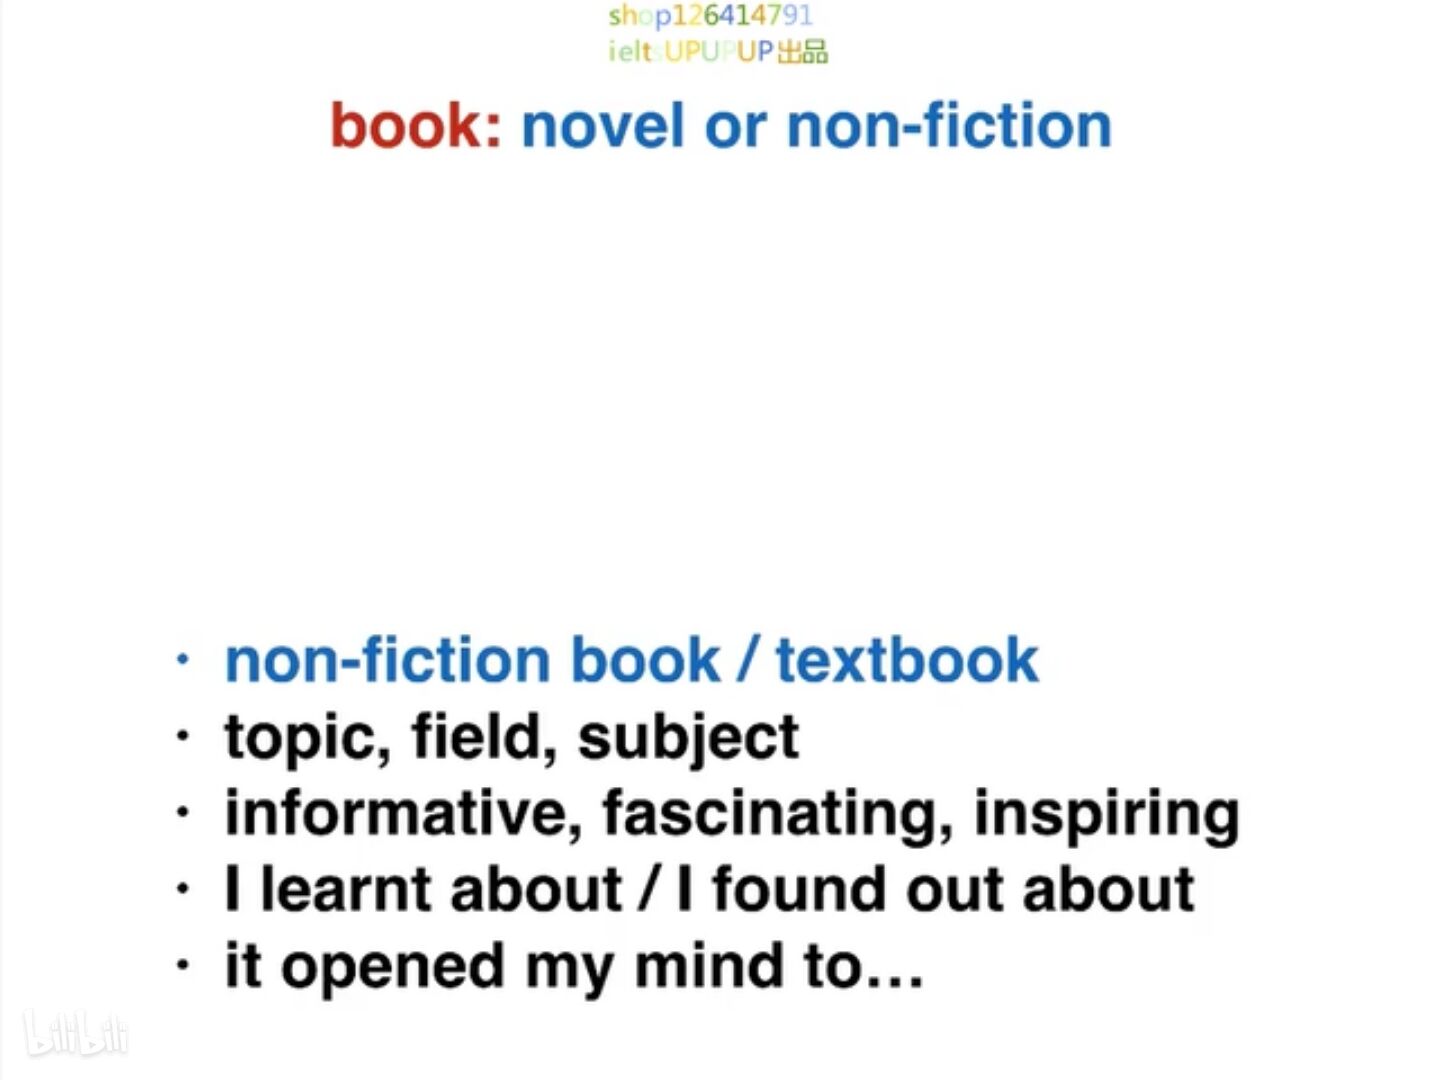 shop126414791
ieltsUPUPUP出品
book: novel or non-fiction
· non-fiction book / textbook
· topic, field, subject
· informative, fascinating, inspiring
· I learnt about / I found out about
· it opened my mind to…
bilibili